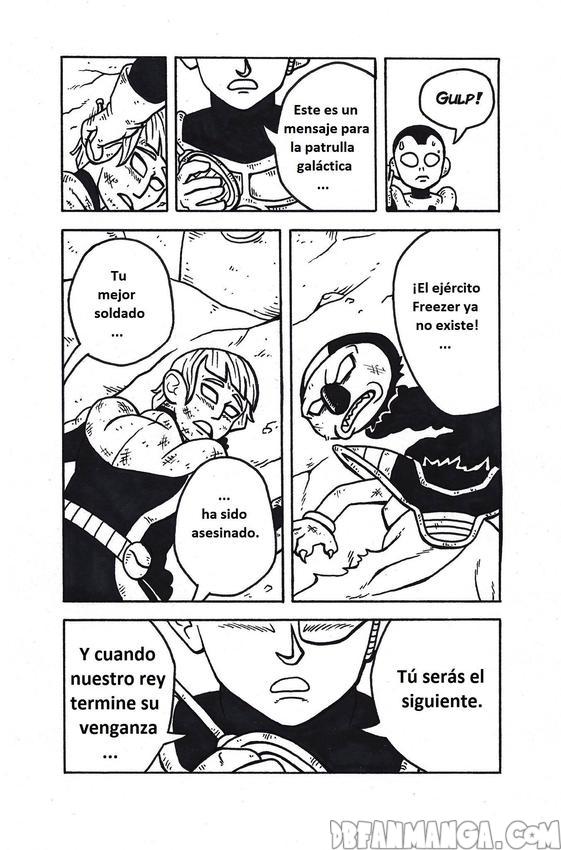 Este es un
mensaje para
la patrulla
galáctica
...
GULP!
Tu
mejor
soldado
...
...
ha sido
asesinado.
¡El ejército
Freezer ya
no existe!
...
Y cuando
nuestro rey
termine su
venganza
...
Tú serás el
siguiente.
DBFANMANGA.COM